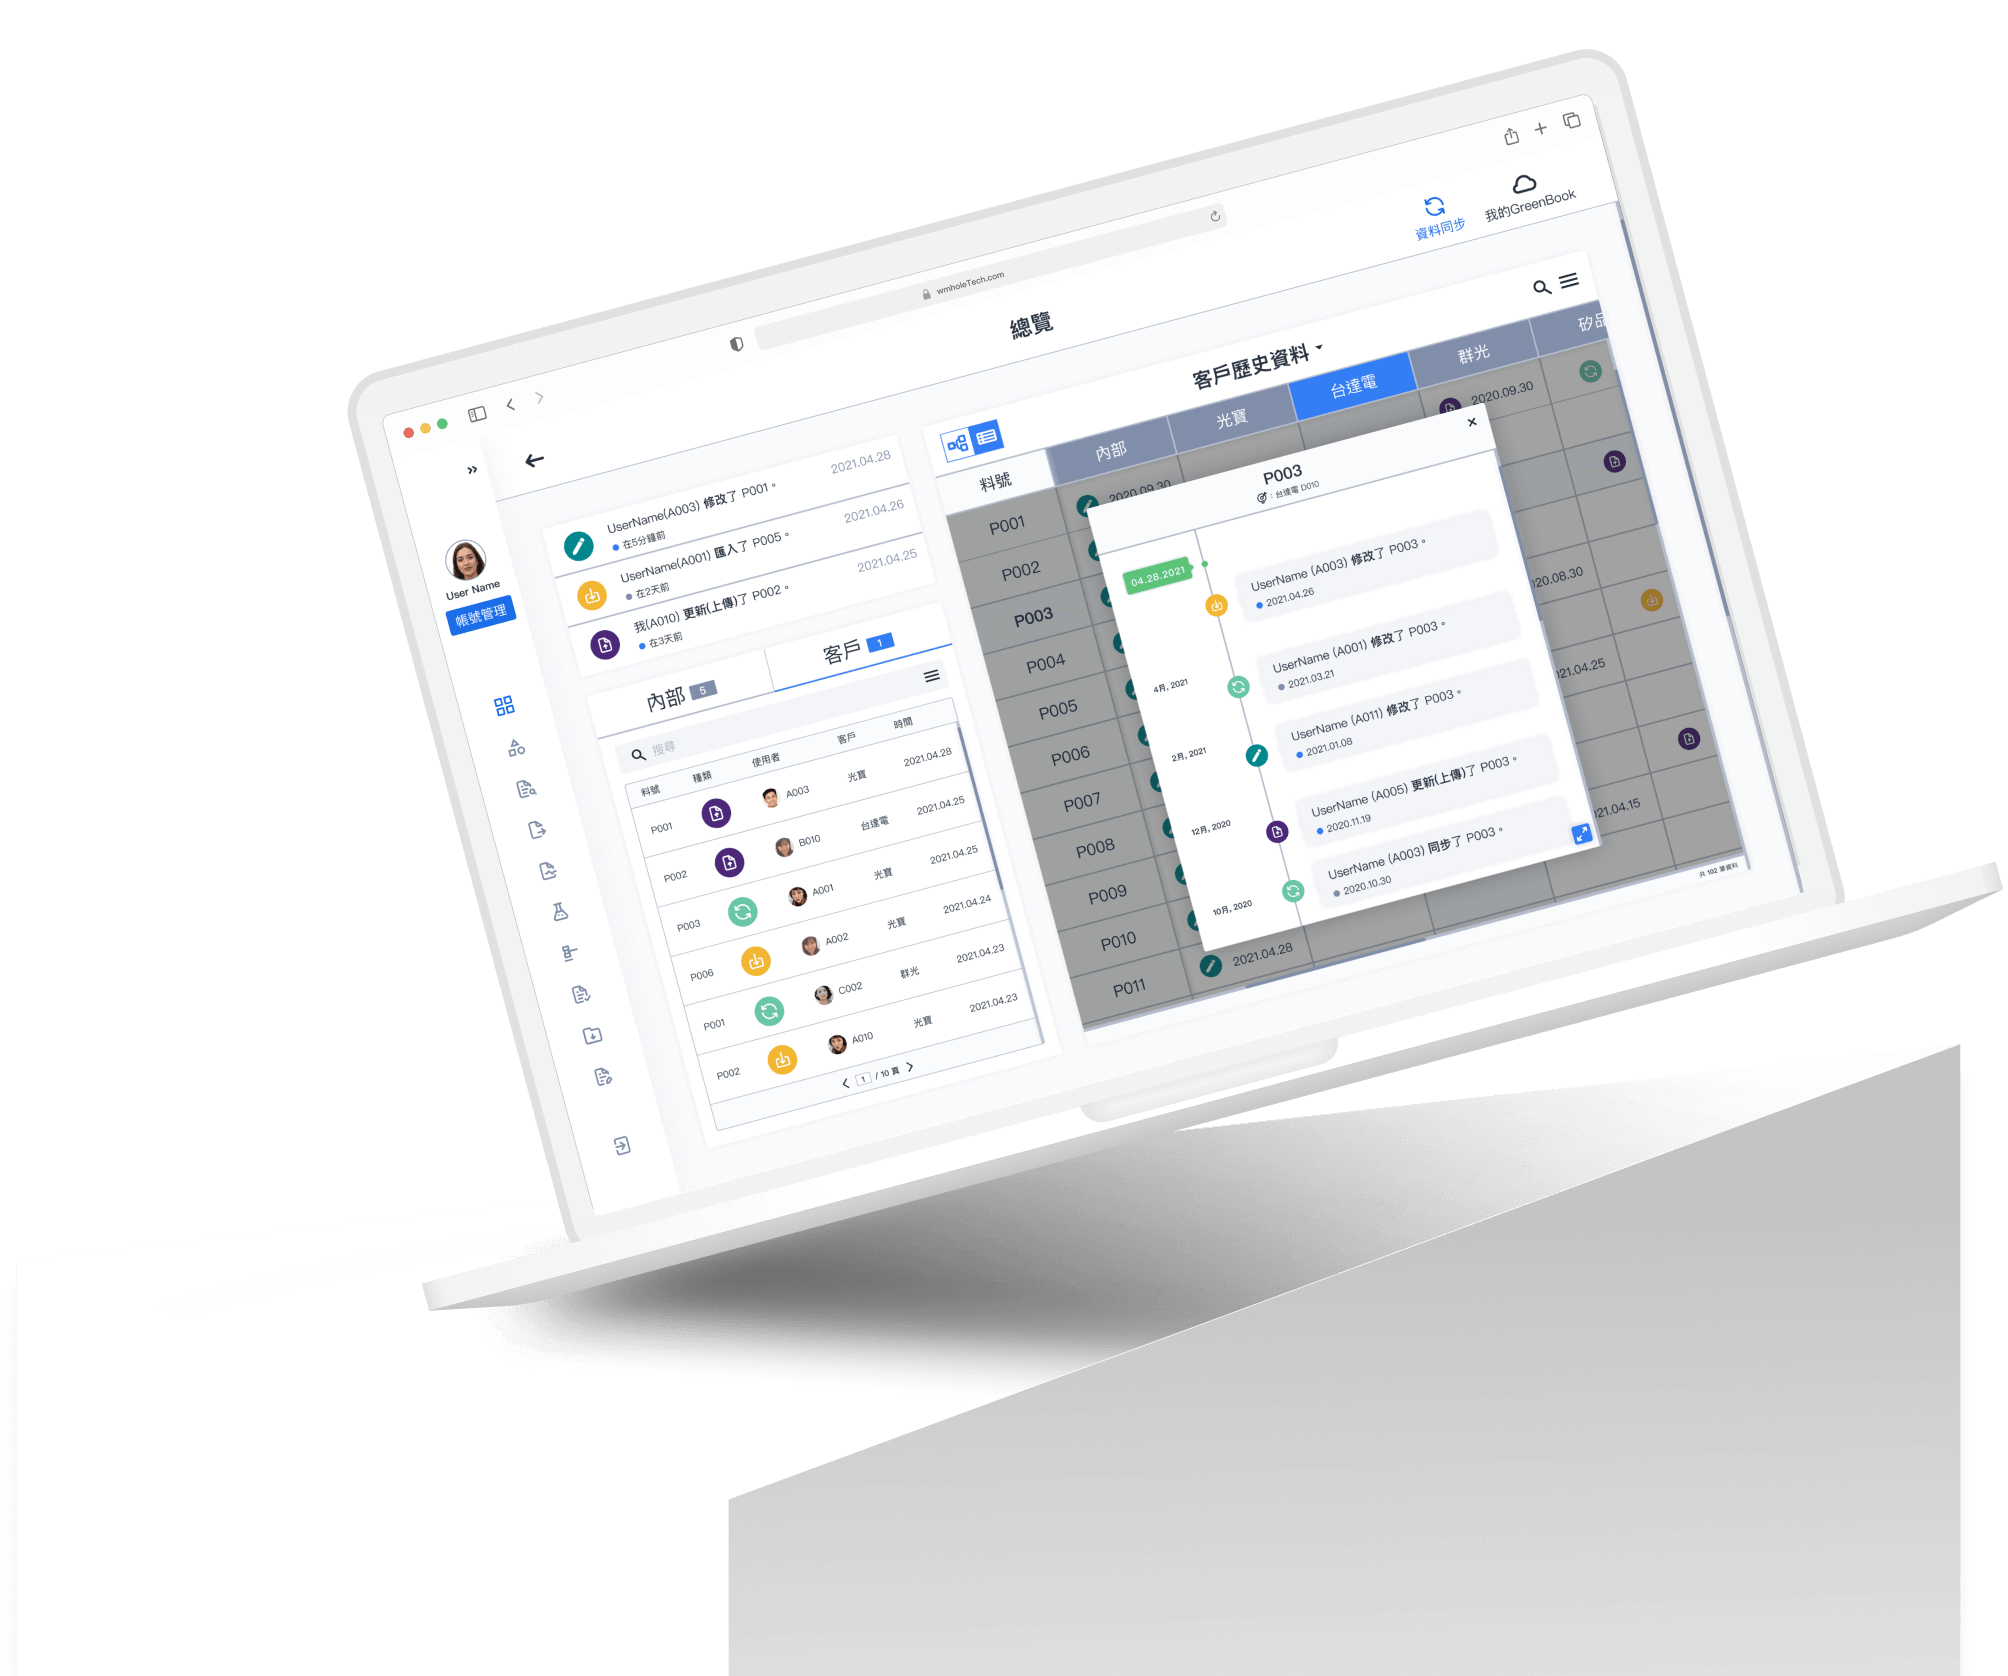 wmholeTech.com
總覽
資料同步
我的GreenBook
User Name
帳號管理
UserName(A003) 修改了 P001。
在5分鐘前
2021.04.28
UserName(A001) 匯入了 P005。
在2天前
2021.04.26
我(A010) 更新(上傳)了 P002。
在3天前
2021.04.25
內部 5
客戶 1
搜尋
料號 種類 使用者 客戶 時間
P001 A003 光寶 2021.04.28
P002 B010 台達電 2021.04.25
P003 A001 光寶 2021.04.25
P006 A002 光寶 2021.04.24
P001 C002 群光 2021.04.23
P002 A010 光寶 2021.04.23
1 / 10 頁
客戶歷史資料
料號 內部 光寶 台達電 群光 矽品
P001 2020.09.30 2020.09.30
P002
P003
P004 020.08.30
P005
P006 021.04.25
P007
P008
P009 021.04.15
P010
P011 2021.04.28
共 102 筆資料
P003
: 台達電 D010
04.28.2021
UserName (A003) 修改了 P003。
2021.04.26
4月, 2021
UserName (A001) 修改了 P003。
2021.03.21
2月, 2021
UserName (A011) 修改了 P003。
2021.01.08
12月, 2020
UserName (A005) 更新(上傳)了 P003。
2020.11.19
10月, 2020
UserName (A003) 同步了 P003。
2020.10.30